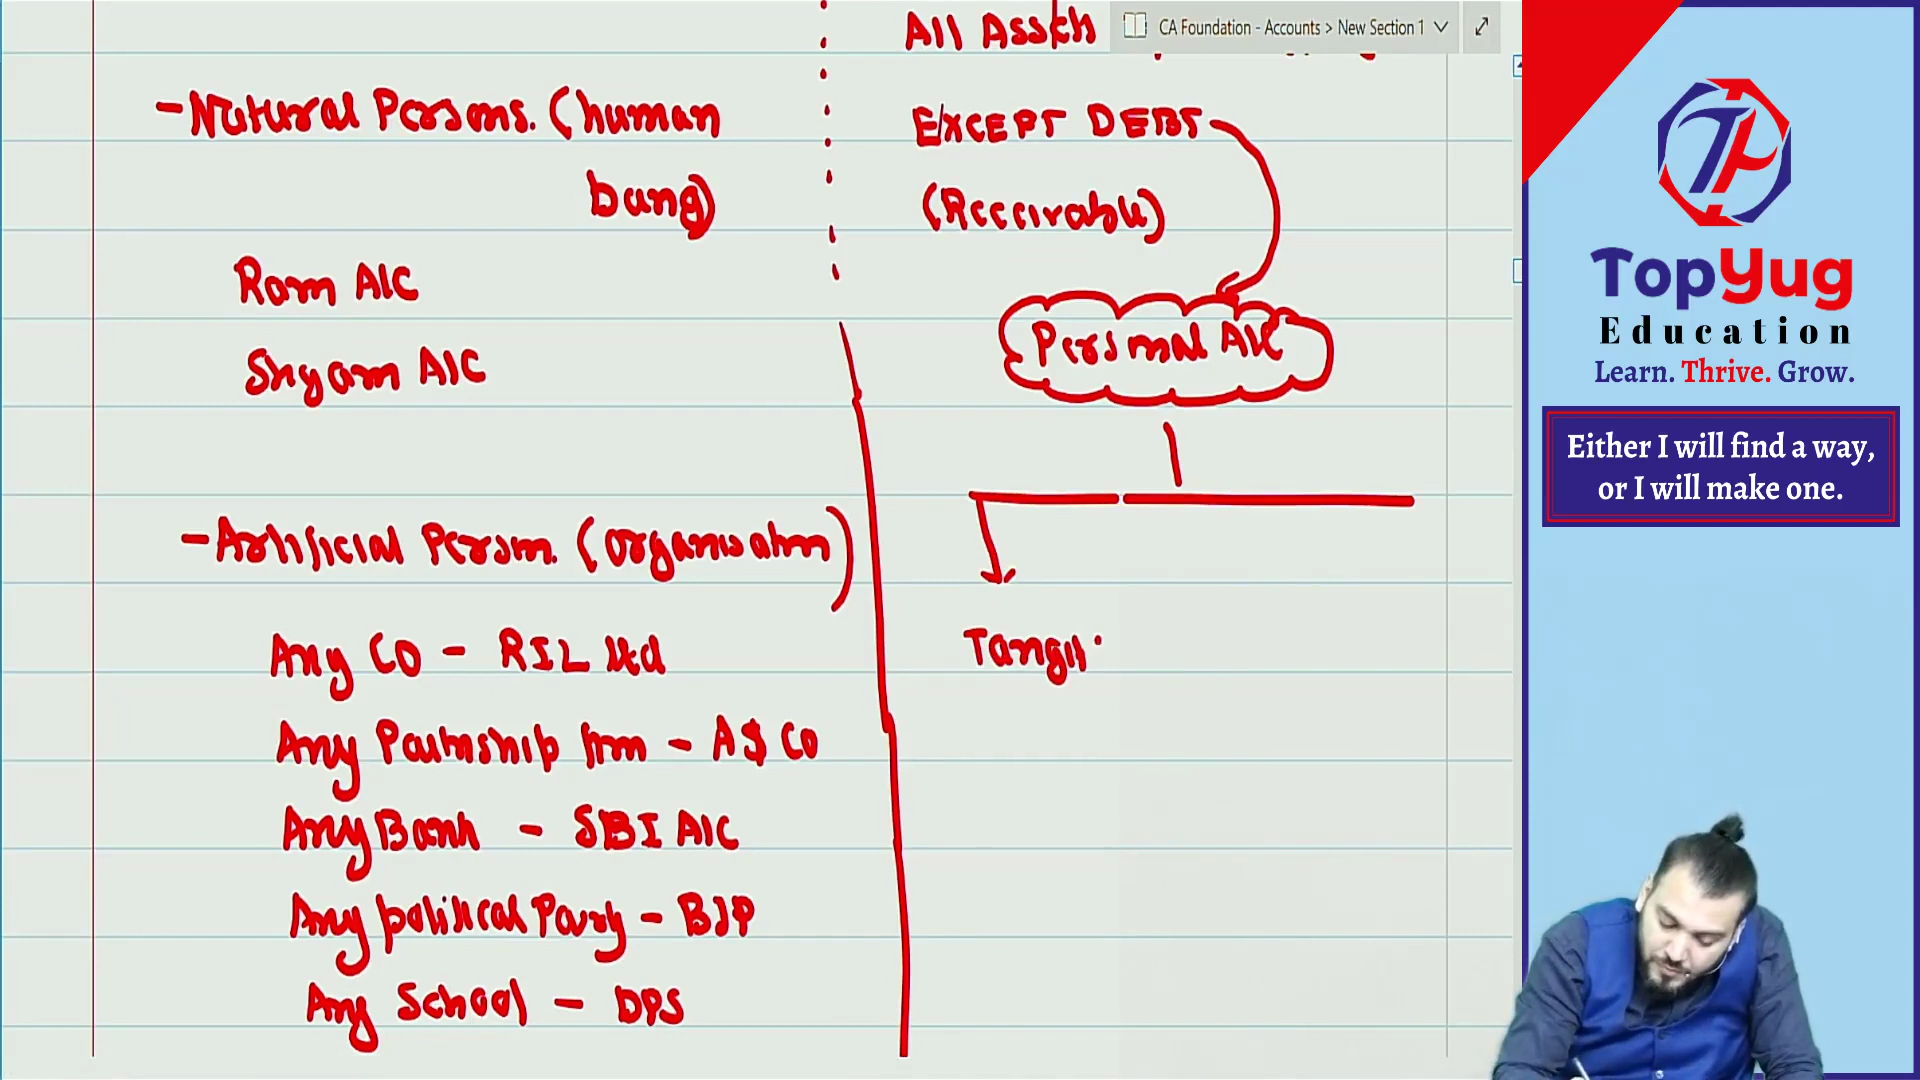 All Assets
CA Foundation - Accounts > New Section 1
- Natural Persons. (human
being)
Ram A/C
Shyam A/C
- Artificial Person. (organisation)
Any CO - RIL ltd
Any Partnership firm - A & Co
Any Bank - SBI A/C
Any political Party - BJP
Any School - DPS
EXCEPT DEBT
(Receivable)
Personal A/C
Tangi
TopYug
Education
Learn. Thrive. Grow.
Either I will find a way,
or I will make one.